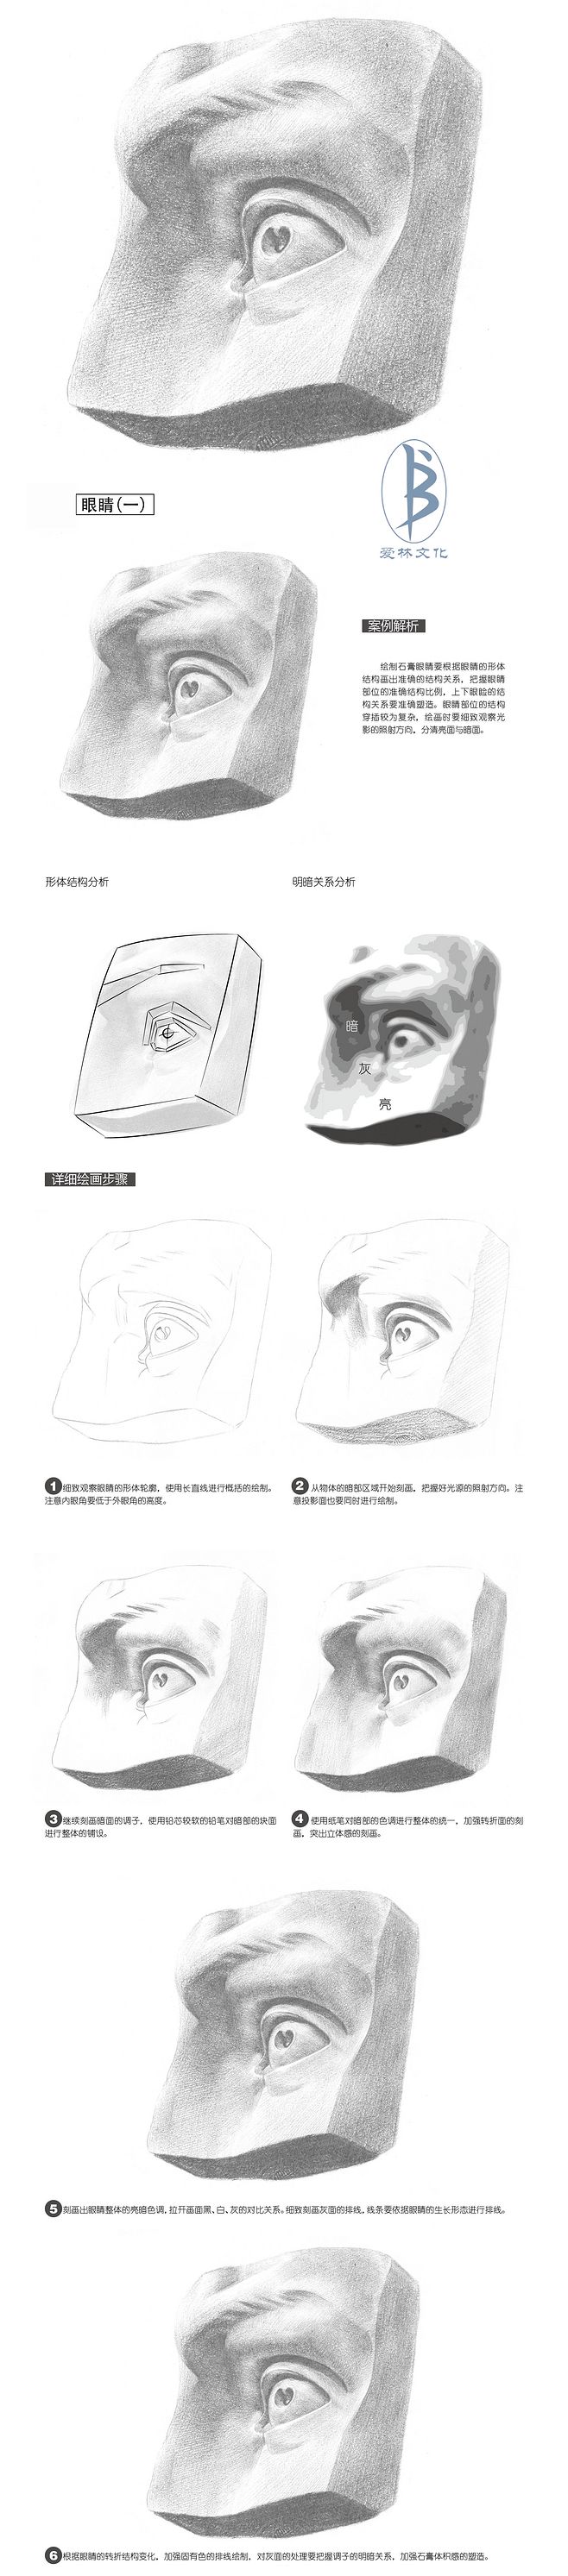 眼睛(一)
爱林文化
案例解析
绘制石膏眼睛要根据眼睛的形体
结构画出准确的结构关系，把握眼睛
部位的准确结构比例，上下眼睑的结
构关系要准确塑造。眼睛部位的结构
穿插较为复杂，绘画时要细致观察光
影的照射方向，分清亮面与暗面。
形体结构分析
明暗关系分析
暗
灰
亮
详细绘画步骤
1 细致观察眼睛的形体轮廓，使用长直线进行概括的绘制。
注意内眼角要低于外眼角的高度。
2 从物体的暗部区域开始刻画，把握好光源的照射方向。注
意投影面也要同时进行绘制。
3 继续刻画暗面的调子，使用铅芯较软的铅笔对暗部的块面
进行整体的铺设。
4 使用纸笔对暗部的色调进行整体的统一，加强转折面的刻
画，突出立体感的刻画。
5 刻画出眼睛整体的亮暗色调，拉开画面黑、白、灰的对比关系。细致刻画灰面的排线，线条要依据眼睛的生长形态进行排线。
6 根据眼睛的转折结构变化，加强固有色的排线绘制，对灰面的处理要把握调子的明暗关系，加强石膏体积感的塑造。